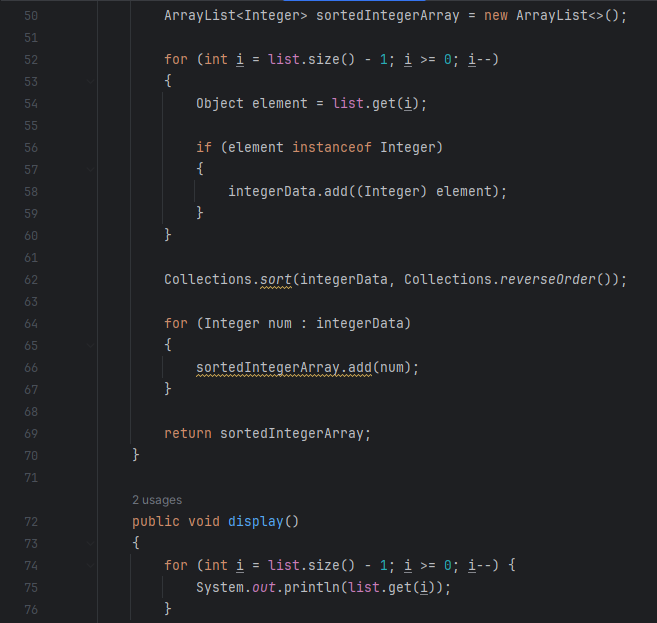 50 ArrayList<Integer> sortedIntegerArray = new ArrayList<>();
51
52 for (int i = list.size() - 1; i >= 0; i--)
53 {
54 Object element = list.get(i);
55
56 if (element instanceof Integer)
57 {
58 integerData.add((Integer) element);
59 }
60 }
61
62 Collections.sort(integerData, Collections.reverseOrder());
63
64 for (Integer num : integerData)
65 {
66 sortedIntegerArray.add(num);
67 }
68
69 return sortedIntegerArray;
70 }
71
2 usages
72 public void display()
73 {
74 for (int i = list.size() - 1; i >= 0; i--) {
75 System.out.println(list.get(i));
76 }